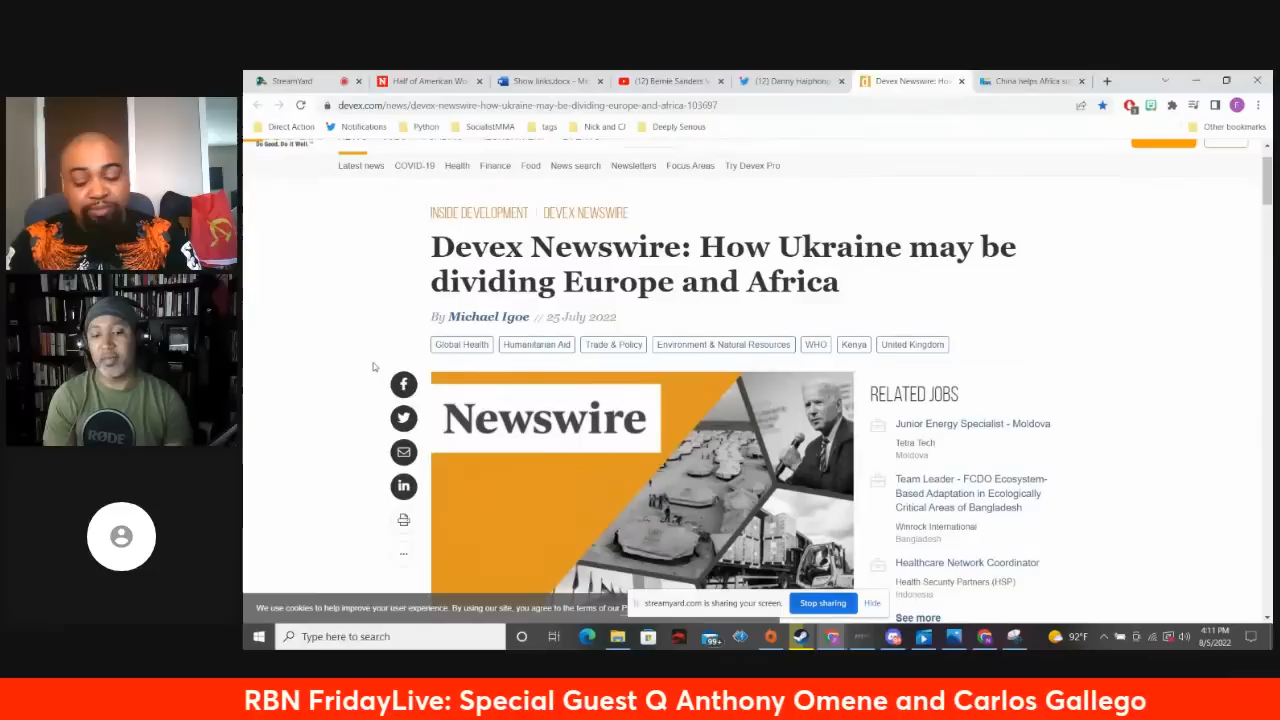 StreamYard
Half of American Wo
Show links.docx - Mi
(12) Bernie Sanders
(12) Danny Haiphong
Devex Newswire: Ho
China helps Africa su
devex.com/news/devex-newswire-how-ukraine-may-be-dividing-europe-and-africa-103697
Direct Action
Notifications
Python
SocialistMMA
tags
Nick and CJ
Deeply Serious
Other bookmarks
Do Good. Do it Well.™
Latest news
COVID-19
Health
Finance
Food
News search
Newsletters
Focus Areas
Try Devex Pro
INSIDE DEVELOPMENT | DEVEX NEWSWIRE
Devex Newswire: How Ukraine may be
dividing Europe and Africa
By Michael Igoe // 25 July 2022
Global Health
Humanitarian Aid
Trade & Policy
Environment & Natural Resources
WHO
Kenya
United Kingdom
Newswire
RELATED JOBS
Junior Energy Specialist - Moldova
Tetra Tech
Moldova
Team Leader - FCDO Ecosystem-
Based Adaptation in Ecologically
Critical Areas of Bangladesh
Winrock International
Bangladesh
Healthcare Network Coordinator
Health Security Partners (HSP)
Indonesia
See more
RØDE
We use cookies to help improve your user experience. By using our site, you agree to the terms of our P
streamyard.com is sharing your screen.
Stop sharing
Hide
Type here to search
99+
92°F
4:11 PM
8/5/2022
RBN FridayLive: Special Guest Q Anthony Omene and Carlos Gallego